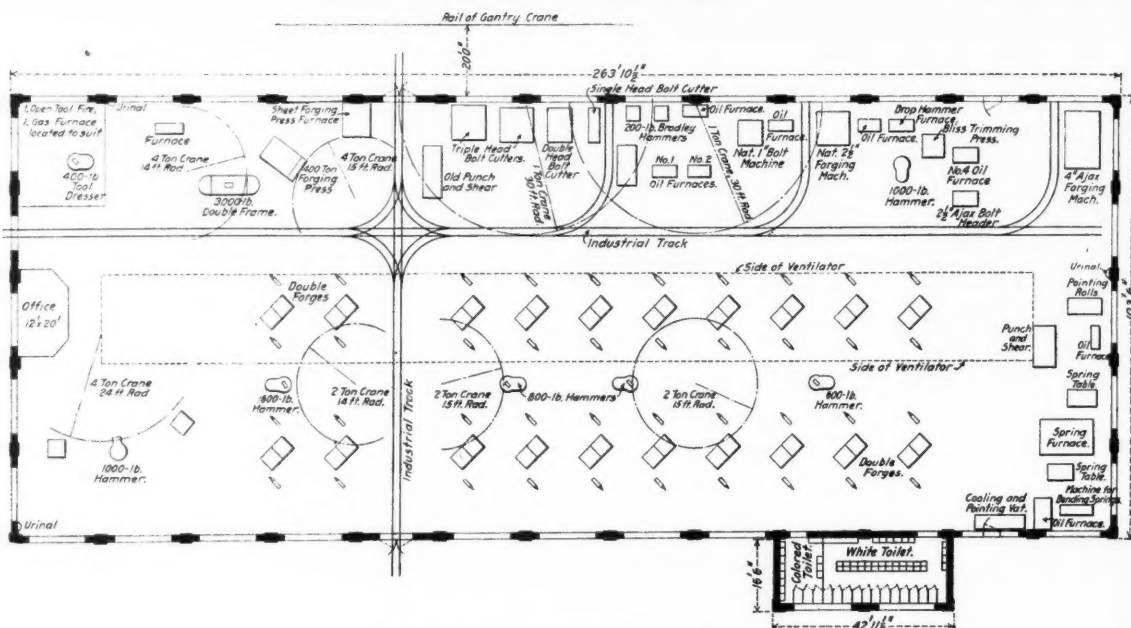 Rail of Gantry Crane
20'0"
263'10½"
Single Head Bolt Cutter
1, Open Tool Fire,
1, Gas Furnace
located to suit
Urinal
Furnace
4 Ton Crane
14 ft. Rad.
400-lb
Tool
Dresser
3000-lb.
Double Frame.
Sheet Forging
Press Furnace
400 Ton
Forging
Press
4 Ton Crane
15 ft. Rad.
Old Punch
and Shear
Triple Head
Bolt Cutters.
Double
Head
Bolt
Cutter
1 Ton Crane
30 ft. Rad.
200-lb. Bradley
Hammers
Oil Furnace.
No.1
No.2
Oil Furnaces.
1 Ton Crane, 30 ft. Rad.
Oil
Furnace.
Nat. 1" Bolt
Machine
Nat. 2½"
Forging
Mach.
Oil Furnace.
Drop Hammer
Furnace.
Bliss Trimming
Press.
1000-lb.
Hammer.
No.4 Oil
Furnace
2½" Ajax Bolt
Header
4" Ajax
Forging
Mach.
Industrial Track
Side of Ventilator
Urinal
103'6"
Office
12'x 20'
Double
Forges
Pointing
Rolls
Punch
and
Shear.
Oil
Furnace
Side of Ventilator
4 Ton Crane
24 ft. Rad
600-lb.
Hammer.
2 Ton Crane
14 ft. Rad.
Industrial Track
2 Ton Crane
15 ft. Rad.
800-lb. Hammers
2 Ton Crane
15 ft. Rad.
600-lb.
Hammer.
Spring
Table
Spring
Furnace.
1000-lb.
Hammer.
Double
Forges.
Spring
Table.
Machine for
Bending Springs.
Cooling and
Pointing Vat.
Oil Furnace.
Urinal
Colored
Toilet.
White Toilet.
16'6"
42'11½"